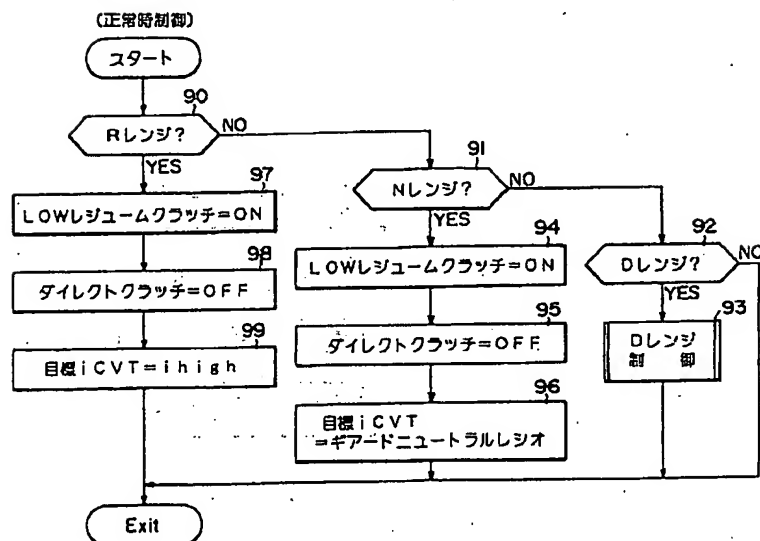 (正常時制御)
スタート
90
Rレンジ?
NO
YES
91
Nレンジ?
NO
YES
92
Dレンジ?
NO
YES
97
LOWレジュームクラッチ=ON
98
ダイレクトクラッチ=OFF
99
目標iCVT=ihigh
94
LOWレジュームクラッチ=ON
95
ダイレクトクラッチ=OFF
96
目標iCVT
=ギアードニュートラルレシオ
93
Dレンジ
制御
Exit